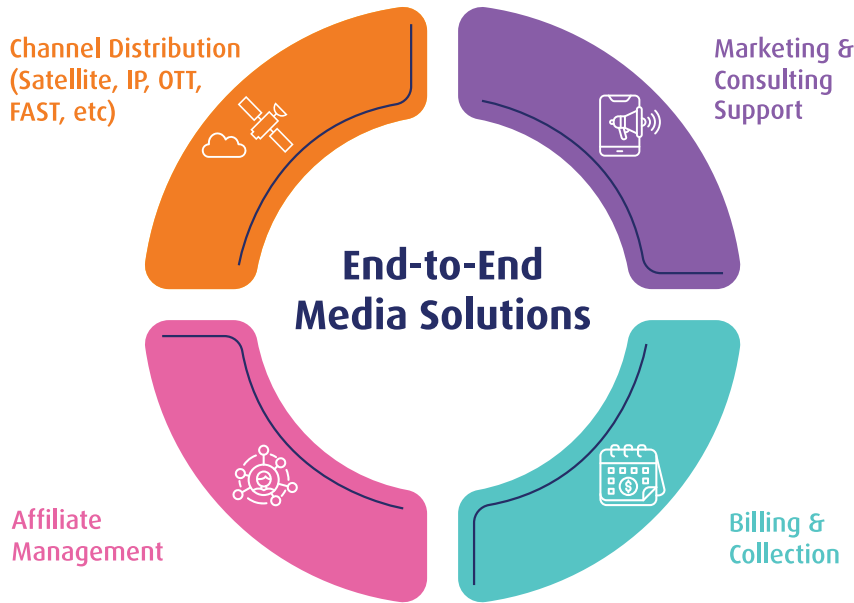 Channel Distribution
(Satellite, IP, OTT,
FAST, etc)
Marketing &
Consulting
Support
End-to-End
Media Solutions
Affiliate
Management
Billing &
Collection